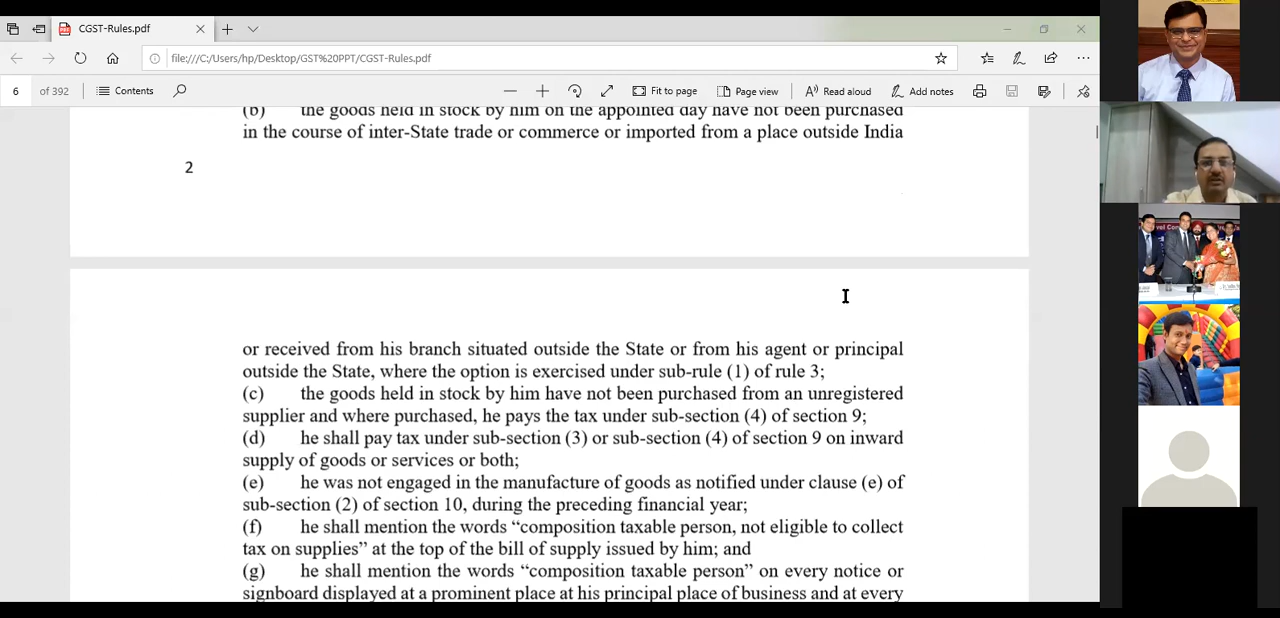 CGST-Rules.pdf
file:///C:/Users/hp/Desktop/GST%20PPT/CGST-Rules.pdf
6 of 392 Contents Fit to page Page view Read aloud Add notes
(b) the goods held in stock by him on the appointed day have not been purchased
in the course of inter-State trade or commerce or imported from a place outside India
2
or received from his branch situated outside the State or from his agent or principal
outside the State, where the option is exercised under sub-rule (1) of rule 3;
(c) the goods held in stock by him have not been purchased from an unregistered
supplier and where purchased, he pays the tax under sub-section (4) of section 9;
(d) he shall pay tax under sub-section (3) or sub-section (4) of section 9 on inward
supply of goods or services or both;
(e) he was not engaged in the manufacture of goods as notified under clause (e) of
sub-section (2) of section 10, during the preceding financial year;
(f) he shall mention the words “composition taxable person, not eligible to collect
tax on supplies” at the top of the bill of supply issued by him; and
(g) he shall mention the words “composition taxable person” on every notice or
signboard displayed at a prominent place at his principal place of business and at every